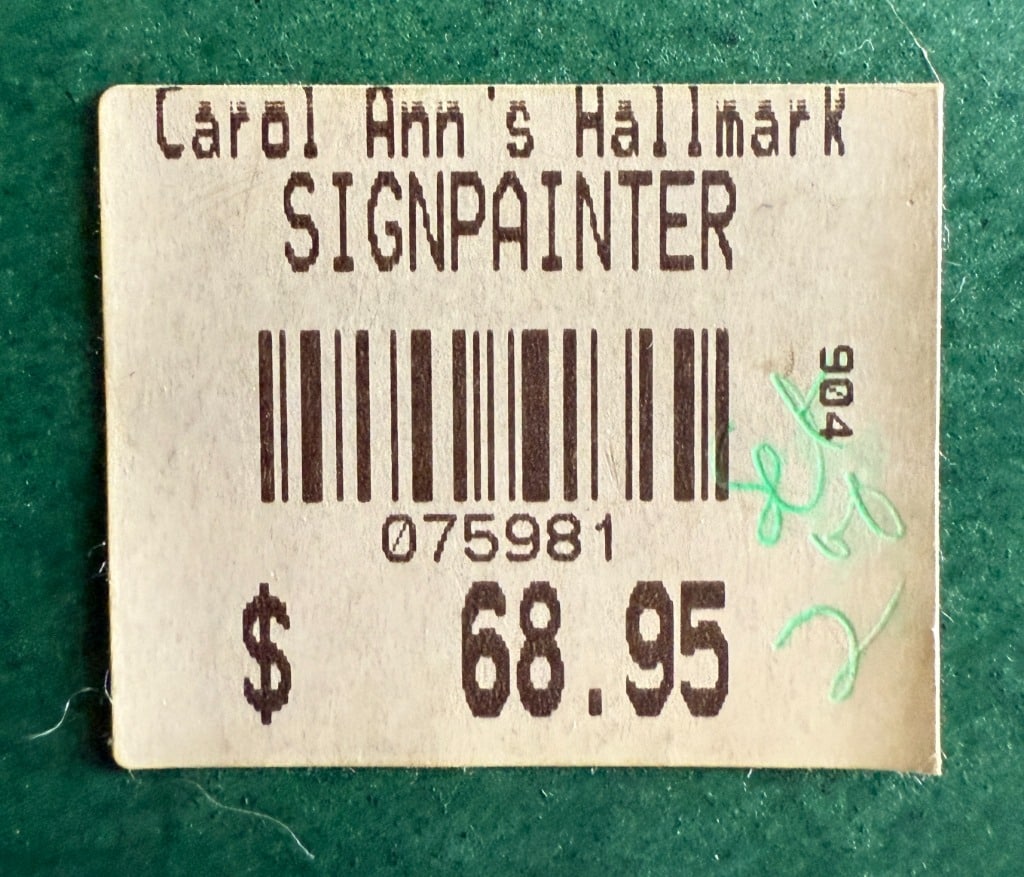 Carol Ann's Hallmark
SIGNPAINTER
904
075981
$ 68.95